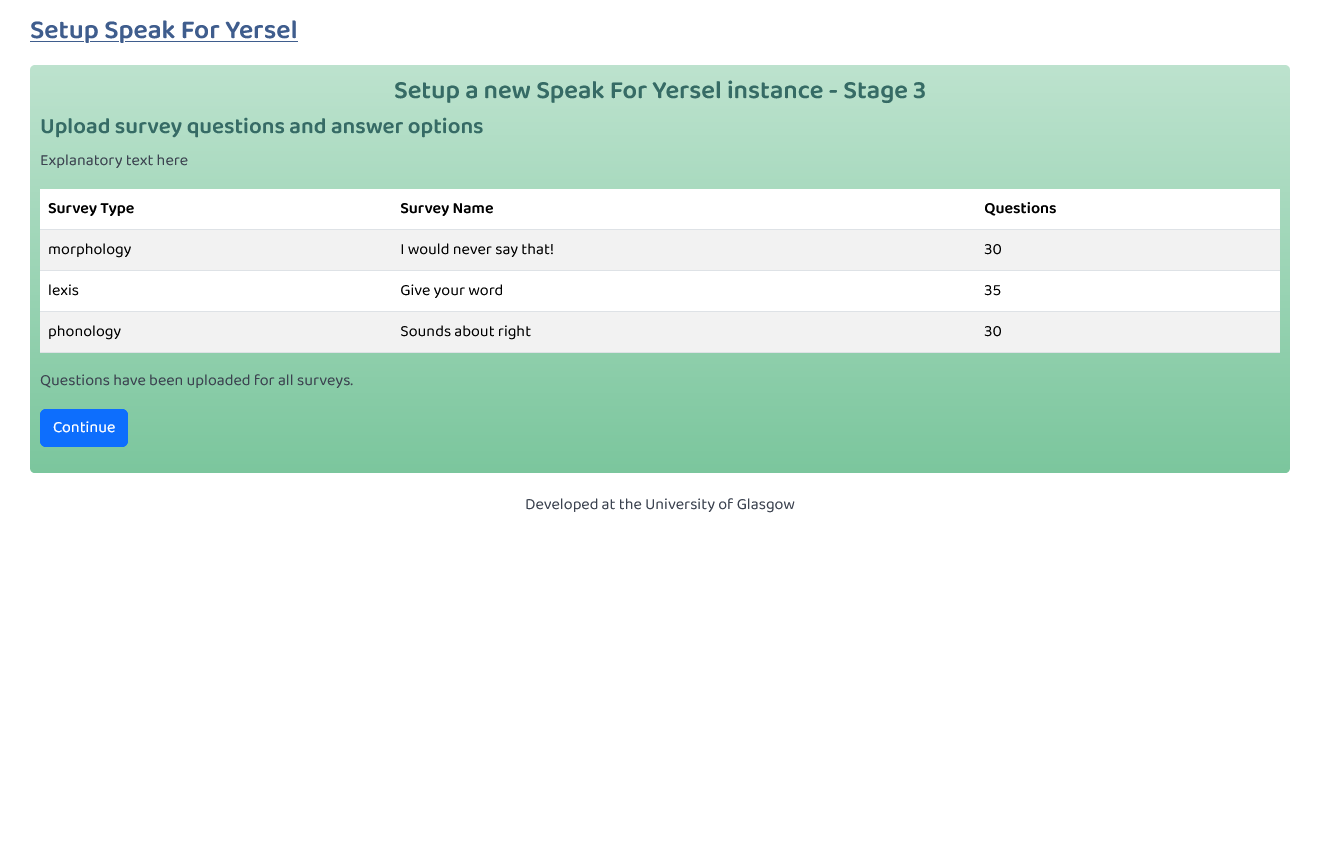 Setup Speak For Yersel
Setup a new Speak For Yersel instance - Stage 3
Upload survey questions and answer options
Explanatory text here
Survey Type Survey Name Questions
morphology I would never say that! 30
lexis Give your word 35
phonology Sounds about right 30
Questions have been uploaded for all surveys.
Continue
Developed at the University of Glasgow